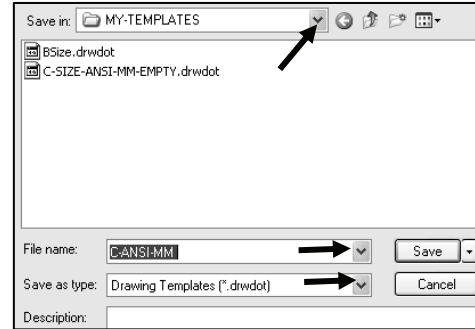 Save in: MY-TEMPLATES
BSize.drwdot
C-SIZE-ANSI-MM-EMPTY.drwdot
File name: C-ANSI-MM Save
Save as type: Drawing Templates (*.drwdot) Cancel
Description: